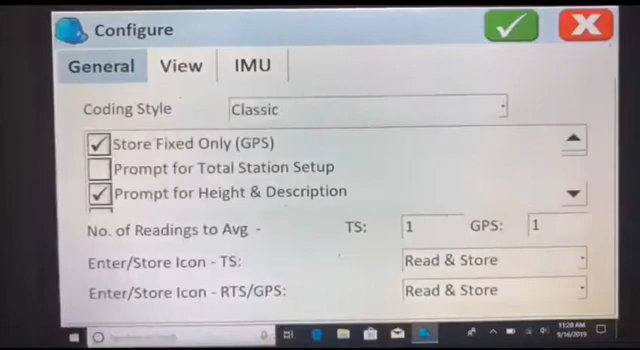 Configure
General View IMU
Coding Style Classic
Store Fixed Only (GPS)
Prompt for Total Station Setup
Prompt for Height & Description
No. of Readings to Avg - TS: 1 GPS: 1
Enter/Store Icon - TS: Read & Store
Enter/Store Icon - RTS/GPS: Read & Store
11:28 AM
9/16/2019